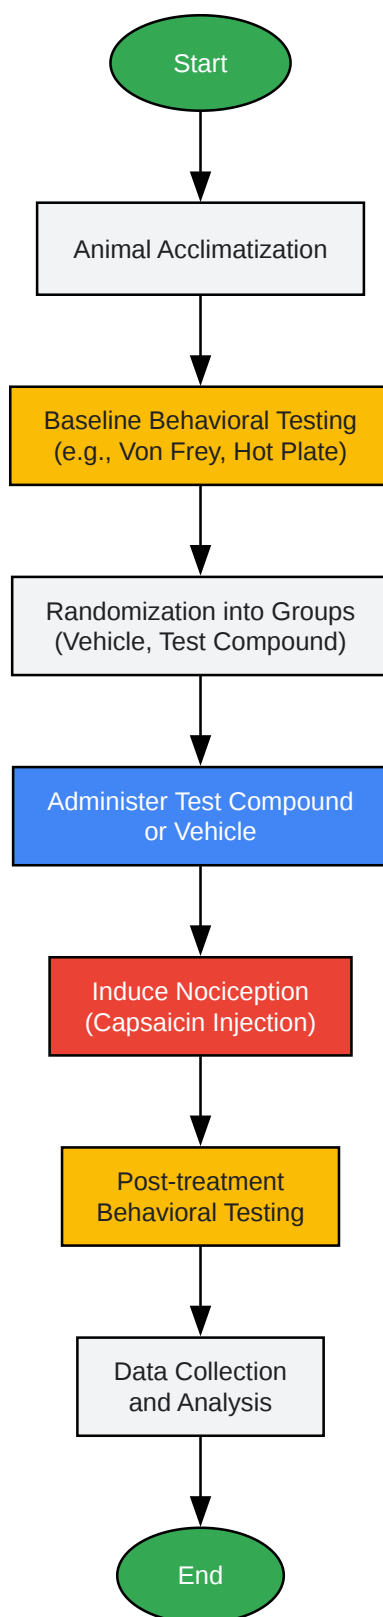 Start
Animal Acclimatization
Baseline Behavioral Testing
(e.g., Von Frey, Hot Plate)
Randomization into Groups
(Vehicle, Test Compound)
Administer Test Compound
or Vehicle
Induce Nociception
(Capsaicin Injection)
Post-treatment
Behavioral Testing
Data Collection
and Analysis
End